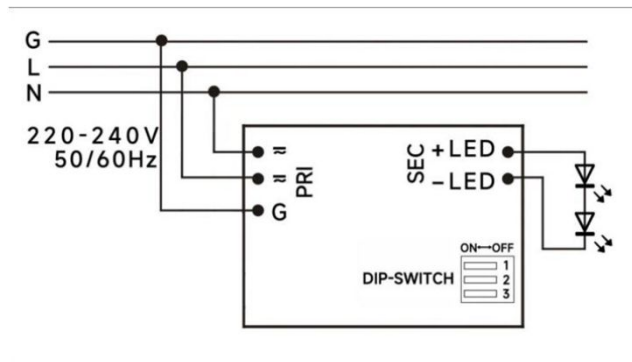 G
L
N
220-240V
50/60Hz
≂
≂
G
PRI
SEC
+LED
-LED
ON↔OFF
DIP-SWITCH
1
2
3